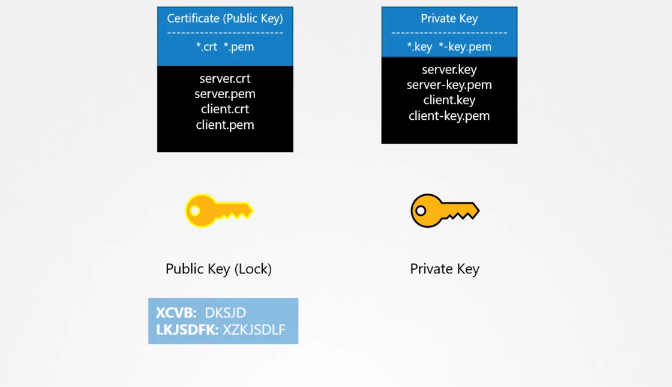 Certificate (Public Key)
------------------------
*.crt *.pem
server.crt
server.pem
client.crt
client.pem
Private Key
------------------------
*.key *-key.pem
server.key
server-key.pem
client.key
client-key.pem
Public Key (Lock)
Private Key
XCVB: DKSJD
LKJSDFK: XZKJSDLF